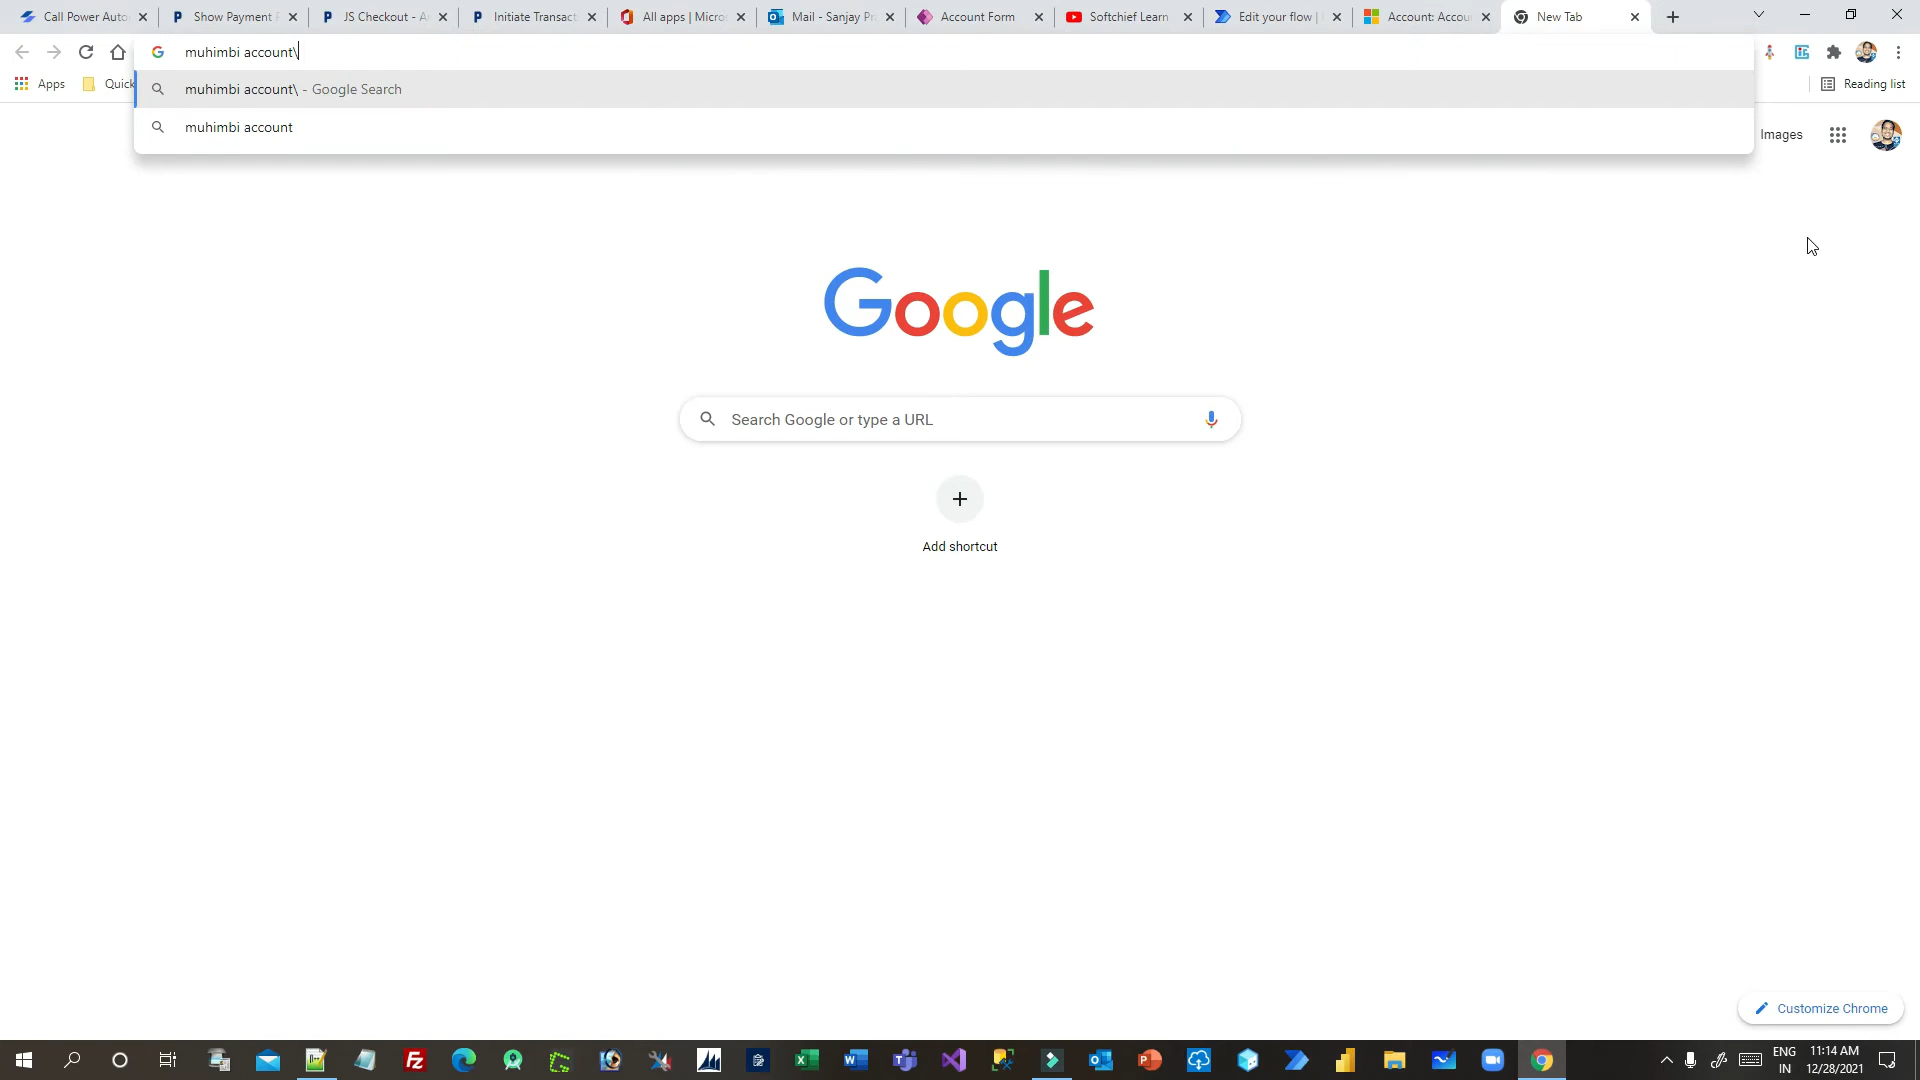 Call Power Auto
Show Payment P
JS Checkout - A
Initiate Transact
All apps | Micro
Mail - Sanjay Pr
Account Form
Softchief Learn
Edit your flow |
Account: Accou
New Tab
muhimbi account\
Apps
Quick
Reading list
muhimbi account\ - Google Search
muhimbi account
Images
Google
Search Google or type a URL
Add shortcut
Customize Chrome
ENG
IN
11:14 AM
12/28/2021